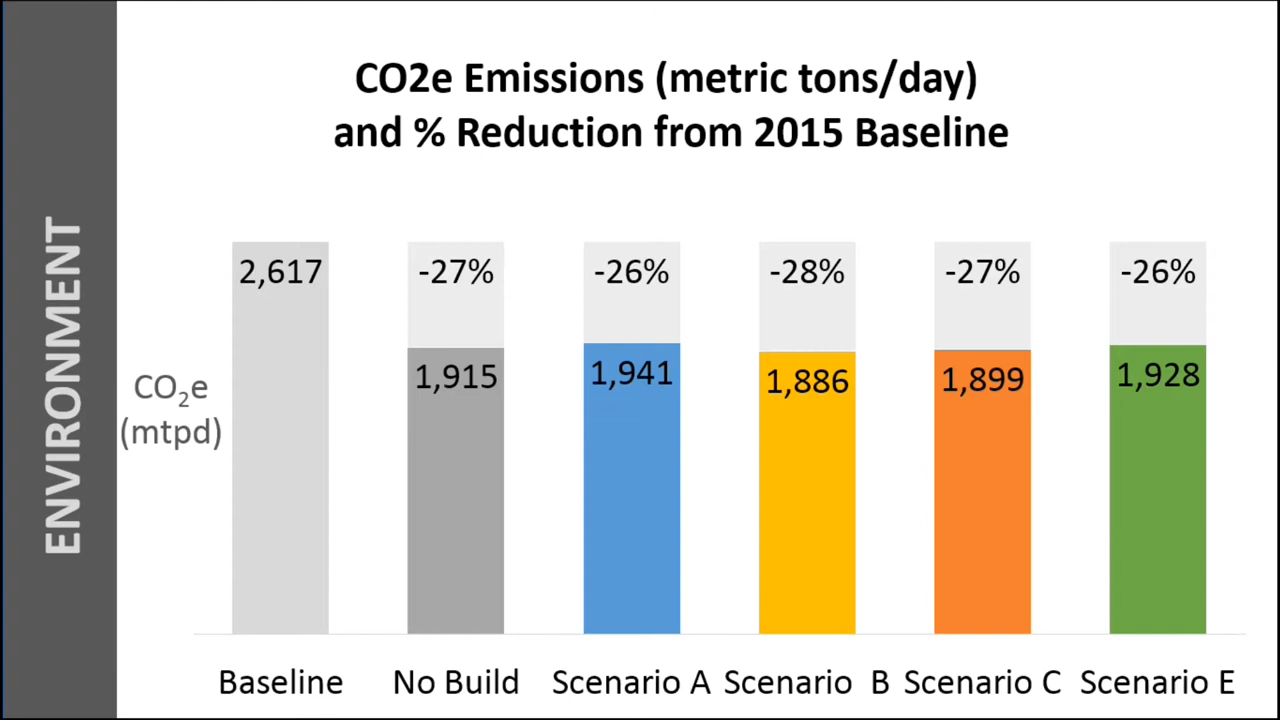 ENVIRONMENT
CO2e Emissions (metric tons/day)
and % Reduction from 2015 Baseline
2,617
-27%
-26%
-28%
-27%
-26%
1,915
1,941
1,886
1,899
1,928
CO₂e
(mtpd)
Baseline
No Build
Scenario A
Scenario B
Scenario C
Scenario E